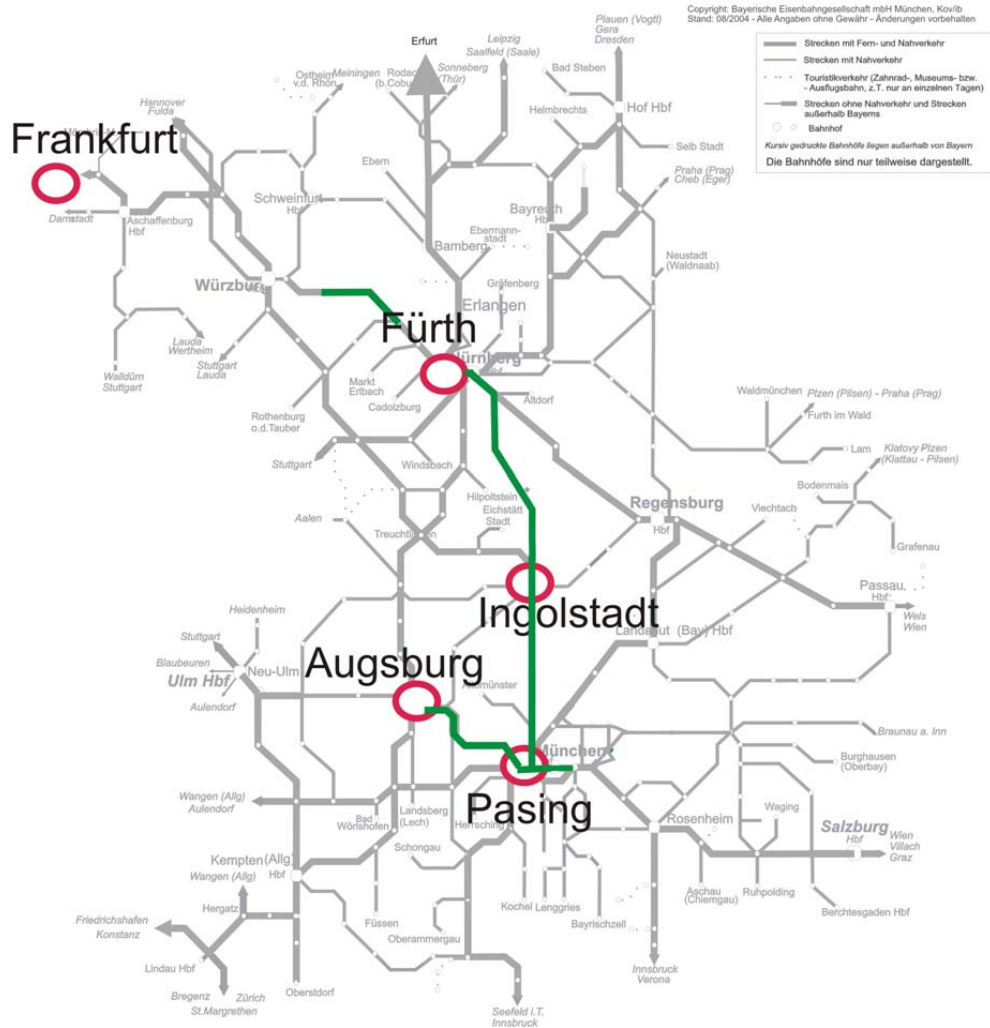 Copyright: Bayerische Eisenbahngesellschaft mbH München, Kov/ib
Stand: 08/2004 - Alle Angaben ohne Gewähr - Änderungen vorbehalten
Strecken mit Fern- und Nahverkehr
Strecken mit Nahverkehr
Touristikverkehr (Zahnrad-, Museums- bzw.
- Ausflugsbahn, z.T. nur an einzelnen Tagen)
Strecken ohne Nahverkehr und Strecken
außerhalb Bayerns
Bahnhof
Kursiv gedruckte Bahnhöfe liegen außerhalb von Bayern
Die Bahnhöfe sind nur teilweise dargestellt.
Plauen (Vogtl)
Gera
Dresden
Leipzig
Saalfeld (Saale)
Erfurt
Sonneberg
(Thür)
Rodach
(b.Coburg)
Meiningen
Ostheim
v.d. Rhön
Hannover
Fulda
Bad Steben
Hof Hbf
Helmbrechts
Selb Stadt
Frankfurt
Praha (Prag)
Cheb (Eger)
Ebern
Schweinfurt
Hbf
Darmstadt
Aschaffenburg
Hbf
Bayreuth
Hbf
Ebermann-
stadt
Bamberg
Neustadt
(Waldnaab)
Würzburg
Gräfenberg
Erlangen
Fürth
Nürnberg
Hbf
Lauda
Wertheim
Stuttgart
Lauda
Walldürn
Stuttgart
Markt
Erlbach
Cadolzburg
Altdorf
Rothenburg
o.d.Tauber
Waldmünchen
Plzen (Pilsen) - Praha (Prag)
Furth im Wald
Lam
Klatovy Plzen
(Klattau - Pilsen)
Stuttgart
Windsbach
Hilpoltstein
Eichstätt
Stadt
Regensburg
Hbf
Bodenmais
Viechtach
Aalen
Treuchtlingen
Grafenau
Passau
Hbf
Ingolstadt
Wels
Wien
Heidenheim
Stuttgart
Landshut (Bay) Hbf
Augsburg
Blaubeuren
Neu-Ulm
Ulm Hbf
Aulendorf
Altomünster
Braunau a. Inn
München
Burghausen
(Oberbay)
Pasing
Wangen (Allg)
Aulendorf
Bad
Wörishofen
Landsberg
(Lech)
Herrsching
Rosenheim
Waging
Salzburg
Hbf
Wien
Villach
Graz
Schongau
Kempten (Allg)
Hbf
Wangen (Allg)
Hergatz
Füssen
Kochel
Lenggries
Bayrischzell
Aschau
(Chiemgau)
Ruhpolding
Berchtesgaden Hbf
Friedrichshafen
Konstanz
Oberammergau
Lindau Hbf
Innsbruck
Verona
Bregenz
Zürich
St.Margrethen
Oberstdorf
Seefeld i.T.
Innsbruck